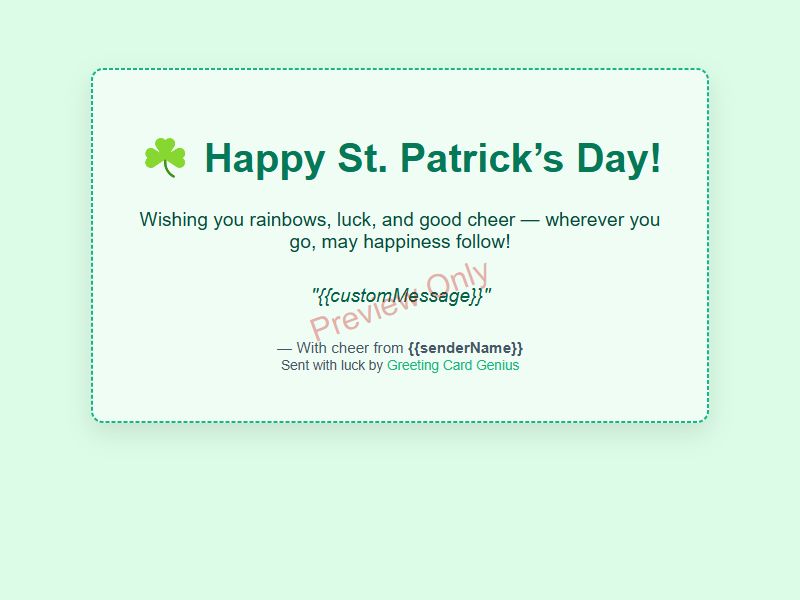 ☘️ Happy St. Patrick’s Day!
Wishing you rainbows, luck, and good cheer — wherever you
go, may happiness follow!
"{{customMessage}}"
Preview Only
— With cheer from {{senderName}}
Sent with luck by Greeting Card Genius